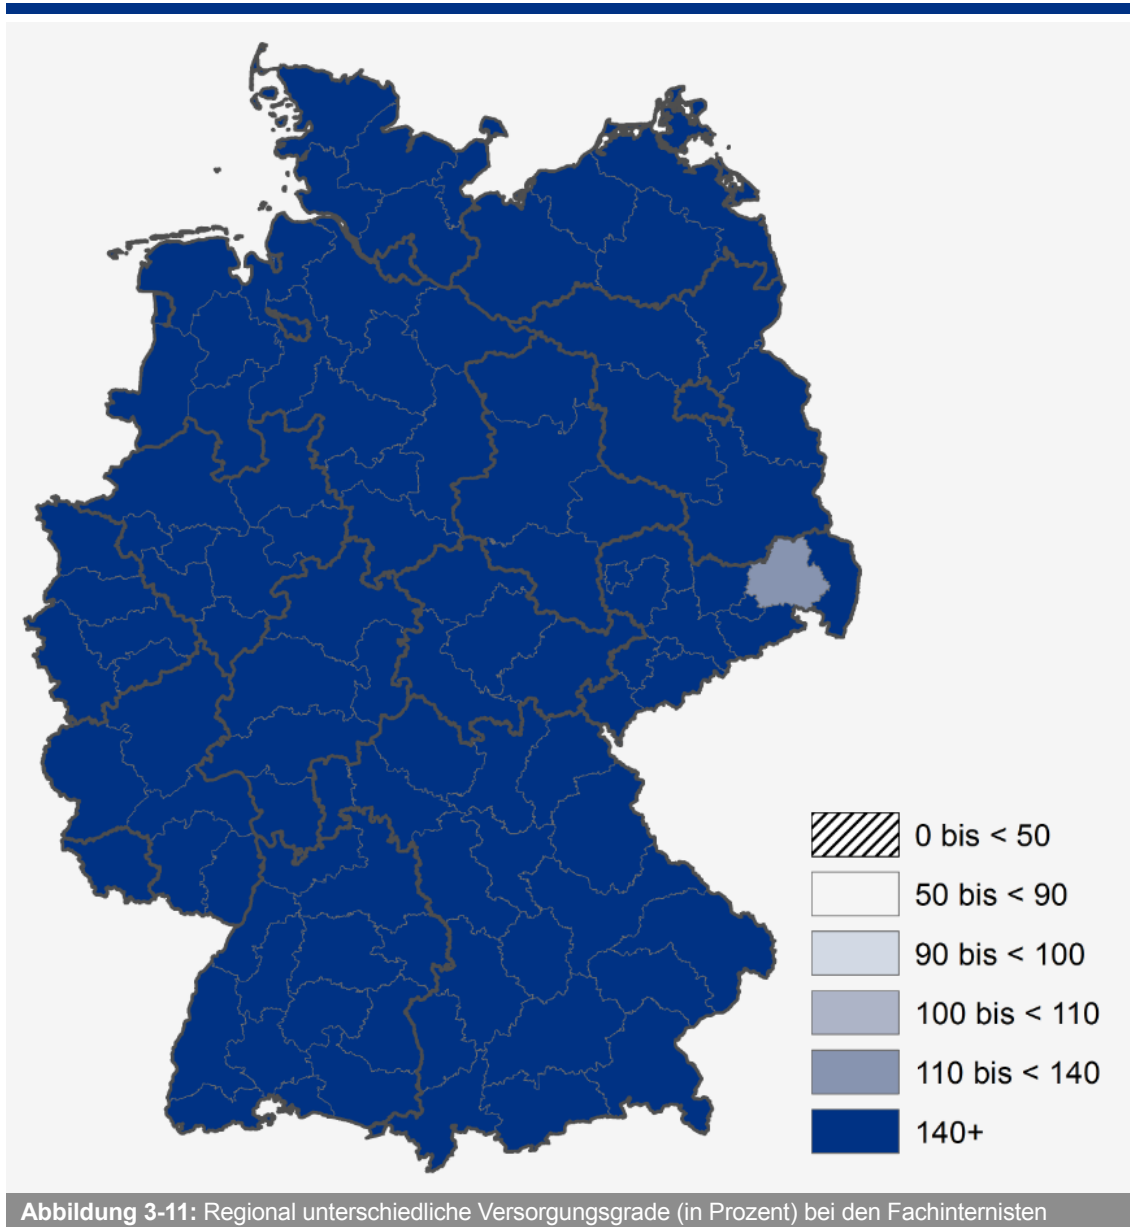 0 bis < 50
50 bis < 90
90 bis < 100
100 bis < 110
110 bis < 140
140+
Abbildung 3-11: Regional unterschiedliche Versorgungsgrade (in Prozent) bei den Fachinternisten